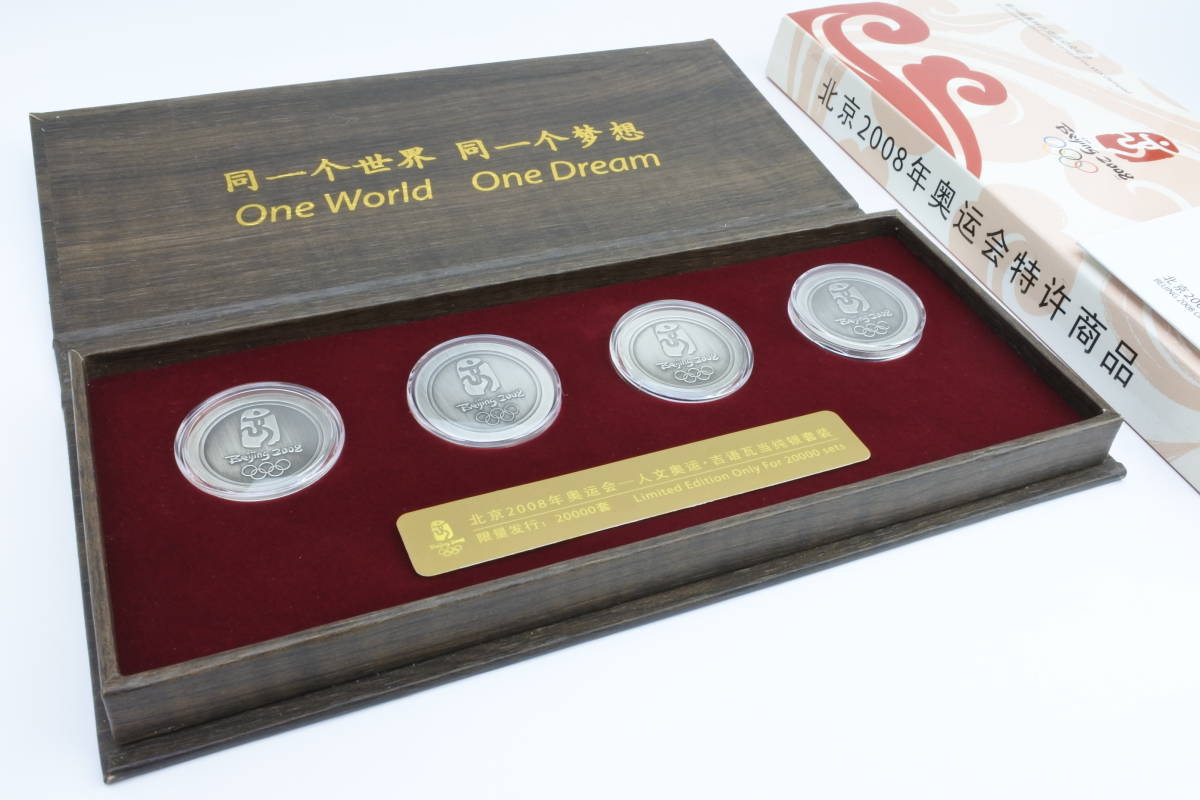 同一个世界 同一个梦想
One World One Dream
Beijing 2008
Beijing 2008
Beijing 2008
Beijing 2008
北京2008年奥运会—人文奥运·吉语瓦当纯银套装
限量发行：20000套 Limited Edition Only For 20000 sets
Beijing 2008
北京2008年奥运会特许商品
Beijing 2008